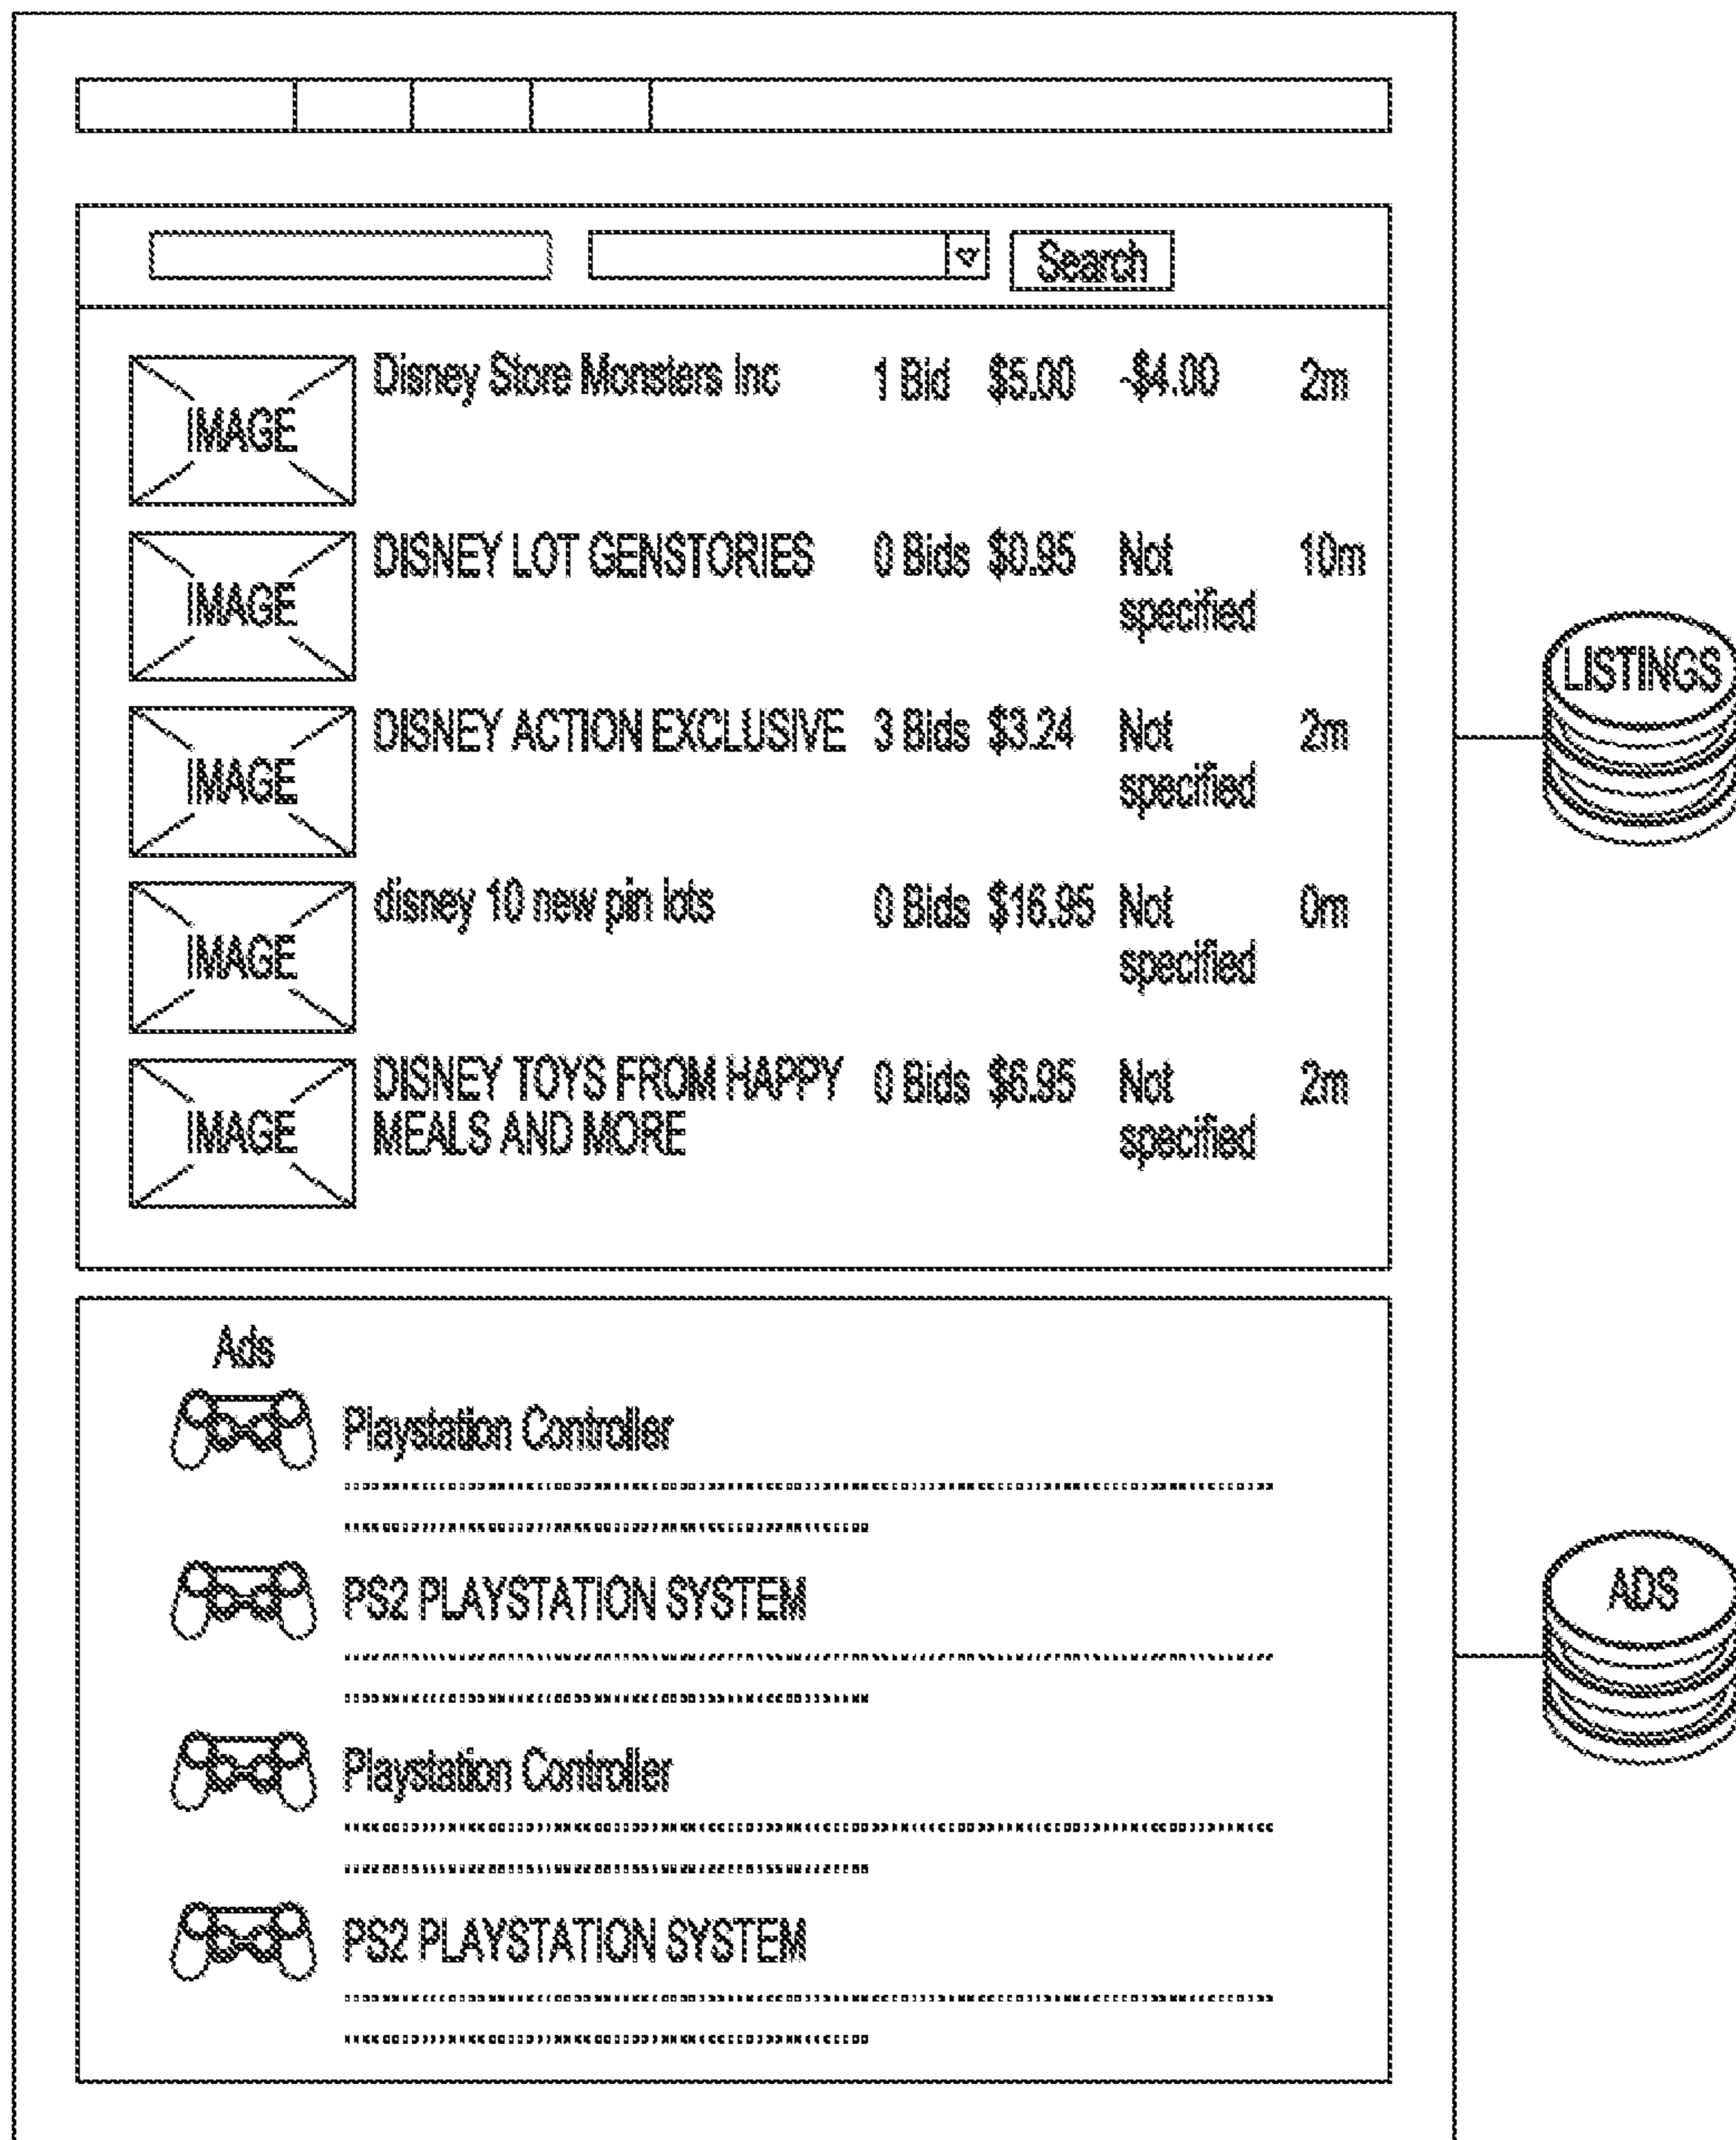 Search
IMAGE
Disney Store Monsters Inc 1 Bid $5.00 -$4.00 2m
IMAGE
DISNEY LOT GENSTORIES 0 Bids $0.95 Not 10m
specified
IMAGE
DISNEY ACTION EXCLUSIVE 3 Bids $3.24 Not 2m
specified
IMAGE
disney 10 new pin lots 0 Bids $16.95 Not 0m
specified
IMAGE
DISNEY TOYS FROM HAPPY 0 Bids $6.95 Not 2m
MEALS AND MORE specified
LISTINGS
Ads
Playstation Controller
PS2 PLAYSTATION SYSTEM
Playstation Controller
PS2 PLAYSTATION SYSTEM
ADS